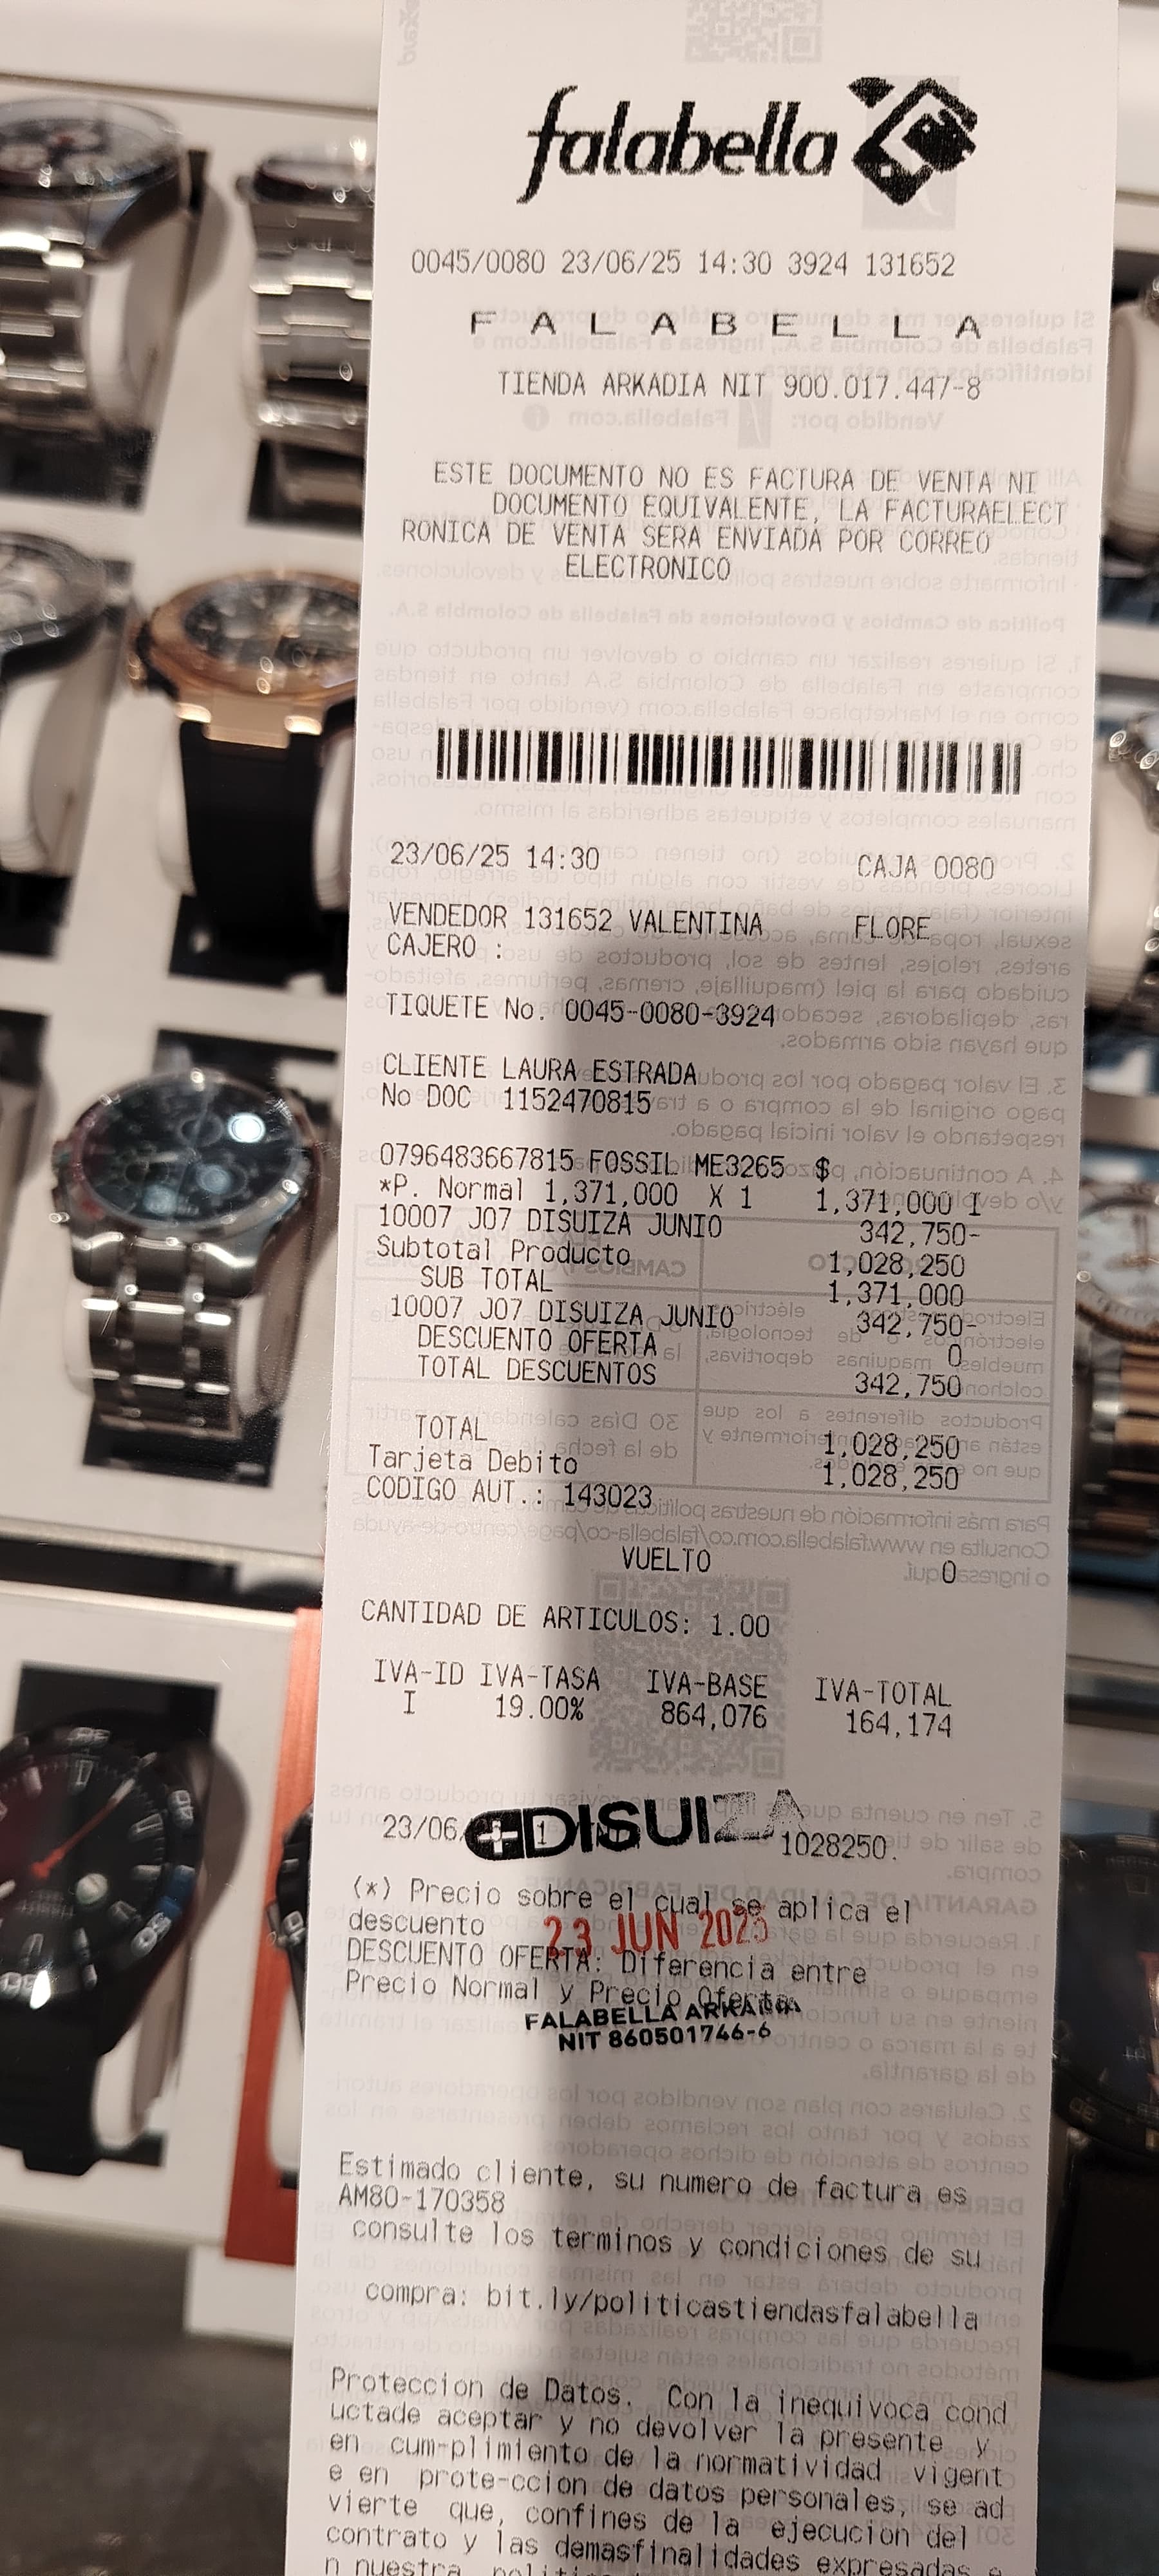 falabella
0045/0080 23/06/25 14:30 3924 131652
F A L A B E L L A
TIENDA ARKADIA NIT 900.017.447-8
ESTE DOCUMENTO NO ES FACTURA DE VENTA NI
DOCUMENTO EQUIVALENTE, LA FACTURAELECT
RONICA DE VENTA SERA ENVIADA POR CORREO
ELECTRONICO
23/06/25 14:30 CAJA 0080
VENDEDOR 131652 VALENTINA FLORE
CAJERO :
TIQUETE No. 0045-0080-3924
CLIENTE LAURA ESTRADA
No DOC 1152470815
0796483667815 FOSSIL ME3265 $
*P. Normal 1,371,000 X 1 1,371,000 I
10007 J07 DISUIZA JUNIO 342,750-
Subtotal Producto 1,028,250
SUB TOTAL 1,371,000
10007 J07 DISUIZA JUNIO 342,750-
DESCUENTO OFERTA 0
TOTAL DESCUENTOS 342,750
TOTAL 1,028,250
Tarjeta Debito 1,028,250
CODIGO AUT.: 143023
VUELTO 0
CANTIDAD DE ARTICULOS: 1.00
IVA-ID IVA-TASA IVA-BASE IVA-TOTAL
I 19.00% 864,076 164,174
23/06/ DISUIZA 1028250.
(*) Precio sobre el cual se aplica el
descuento
23 JUN 2025
DESCUENTO OFERTA: Diferencia entre
Precio Normal y Precio Oferta.
FALABELLA ARKADIA
NIT 860501746-6
Estimado cliente, su numero de factura es
AM80-170358
consulte los terminos y condiciones de su
compra: bit.ly/politicastiendasfalabella
Proteccion de Datos. Con la inequivoca cond
uctade aceptar y no devolver la presente y
en cum-plimiento de la normatividad vigent
e en prote-ccion de datos personales, se ad
vierte que, confines de la ejecucion del
contrato y las demasfinalidades expresadas e
n nuestra